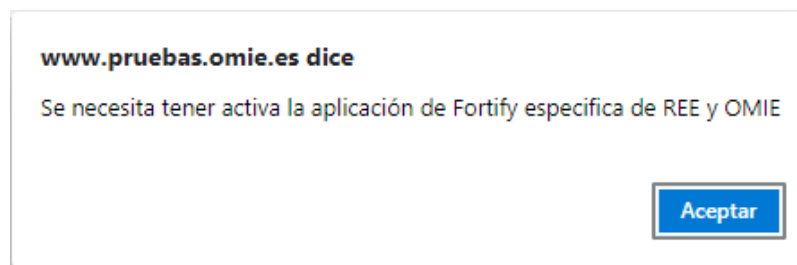 www.pruebas.omie.es dice
Se necesita tener activa la aplicación de Fortify especifica de REE y OMIE
Aceptar